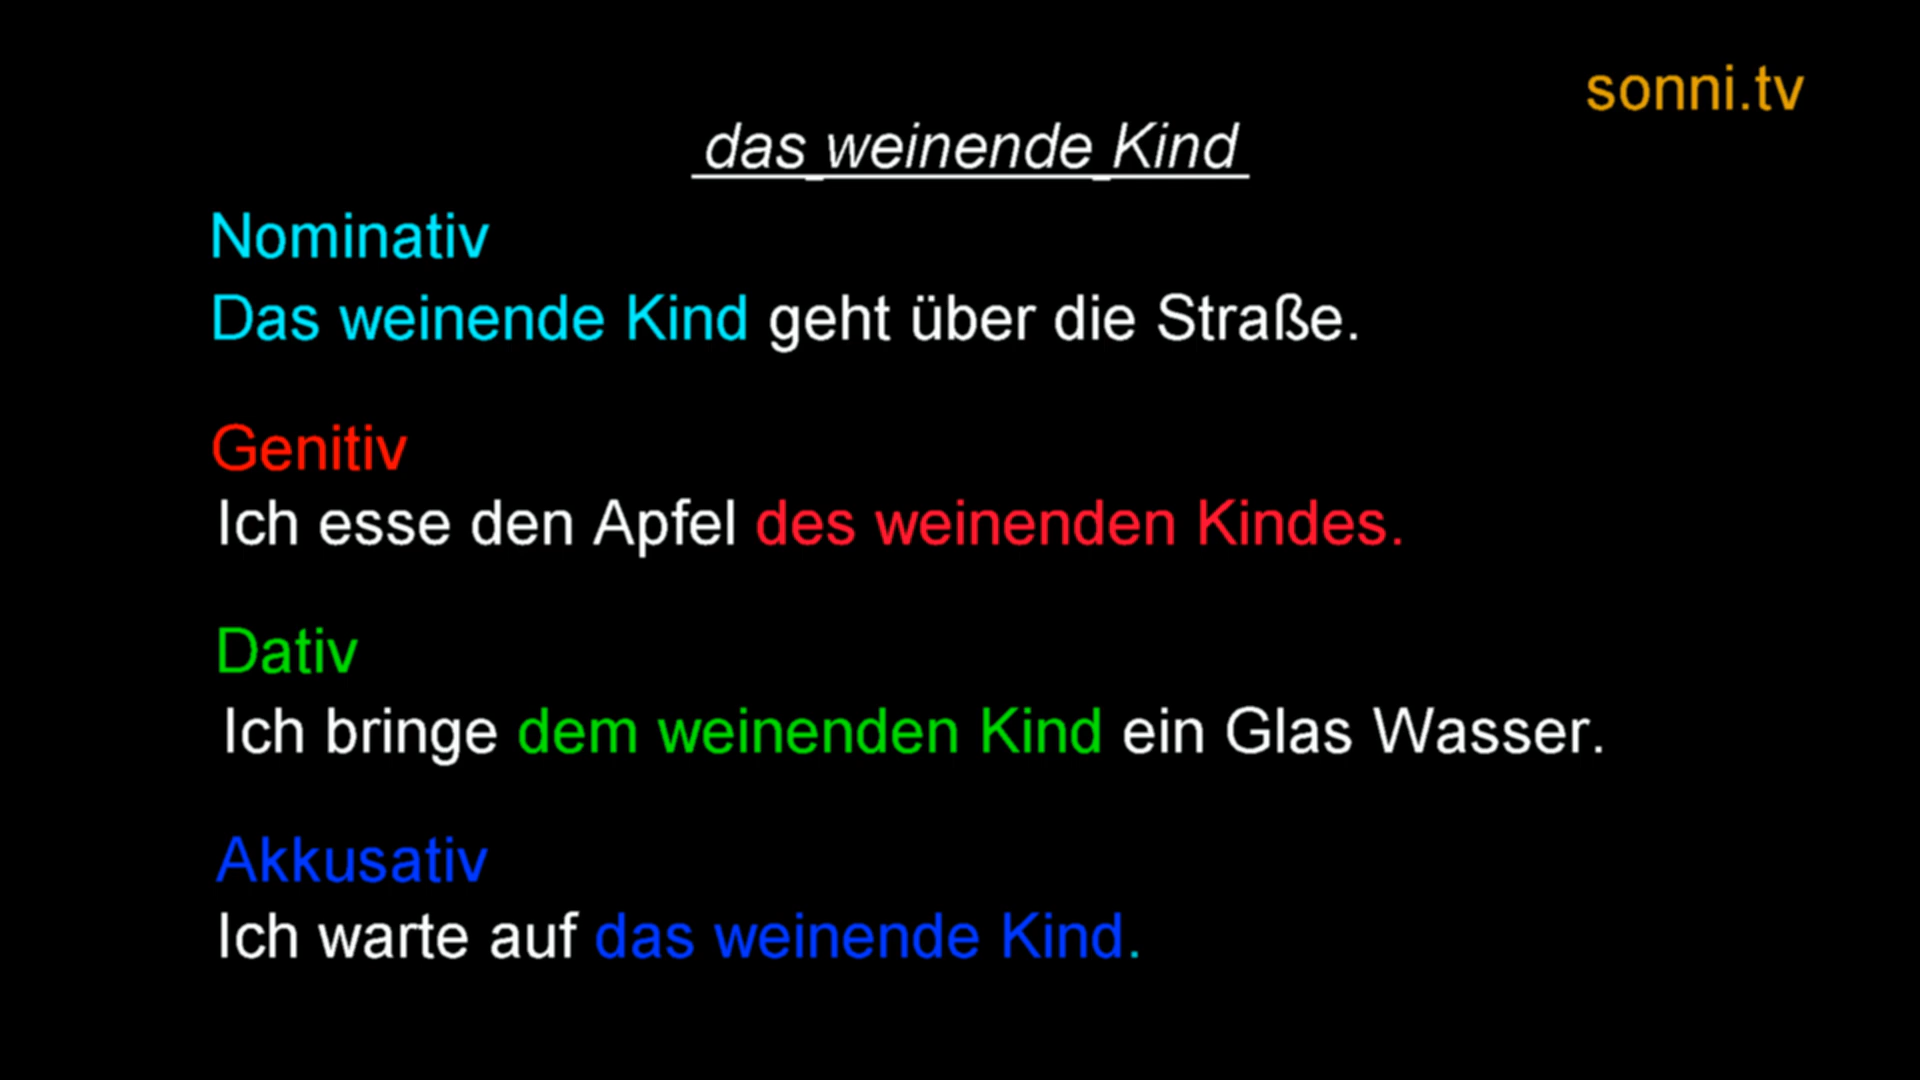 sonni.tv
das weinende Kind
Nominativ
Das weinende Kind geht über die Straße.
Genitiv
Ich esse den Apfel des weinenden Kindes.
Dativ
Ich bringe dem weinenden Kind ein Glas Wasser.
Akkusativ
Ich warte auf das weinende Kind.